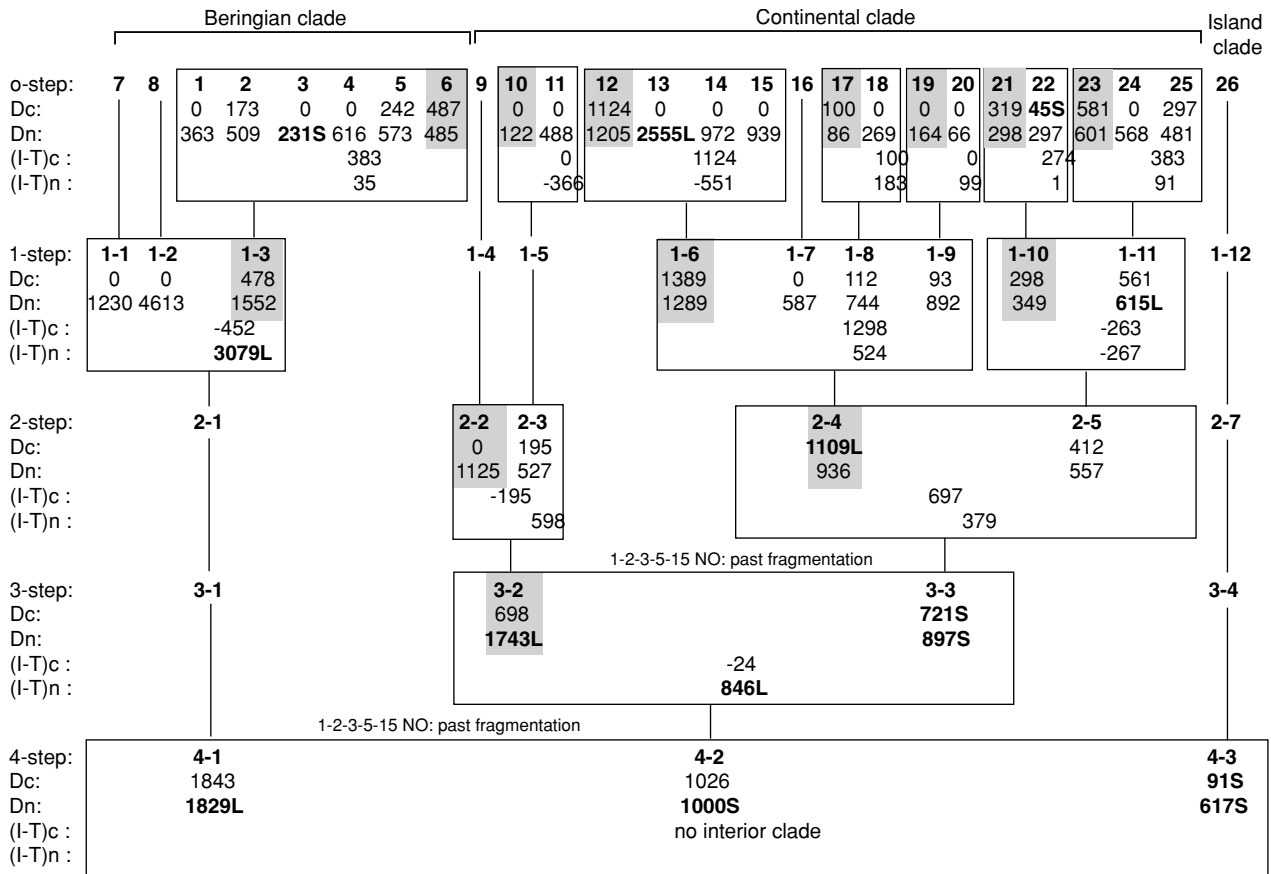 Beringian clade Continental clade Island
clade
o-step: 7 8 1 2 3 4 5 6 9 10 11 12 13 14 15 16 17 18 19 20 21 22 23 24 25 26
Dc: 0 173 0 0 242 487 0 0 1124 0 0 0 100 0 0 0 319 45S 581 0 297
Dn: 363 509 231S 616 573 485 122 488 1205 2555L 972 939 86 269 164 66 298 297 601 568 481
(I-T)c : 383 0 1124 100 0 274 383
(I-T)n : 35 -366 -551 183 99 1 91
1-step: 1-1 1-2 1-3 1-4 1-5 1-6 1-7 1-8 1-9 1-10 1-11 1-12
Dc: 0 0 478 1389 0 112 93 298 561
Dn: 1230 4613 1552 1289 587 744 892 349 615L
(I-T)c : -452 1298 -263
(I-T)n : 3079L 524 -267
2-step: 2-1 2-2 2-3 2-4 2-5 2-7
Dc: 0 195 1109L 412
Dn: 1125 527 936 557
(I-T)c : -195 697
(I-T)n : 598 379
1-2-3-5-15 NO: past fragmentation
3-step: 3-1 3-2 3-3 3-4
Dc: 698 721S
Dn: 1743L 897S
(I-T)c : -24
(I-T)n : 846L
1-2-3-5-15 NO: past fragmentation
4-step: 4-1 4-2 4-3
Dc: 1843 1026 91S
Dn: 1829L 1000S 617S
(I-T)c : no interior clade
(I-T)n :